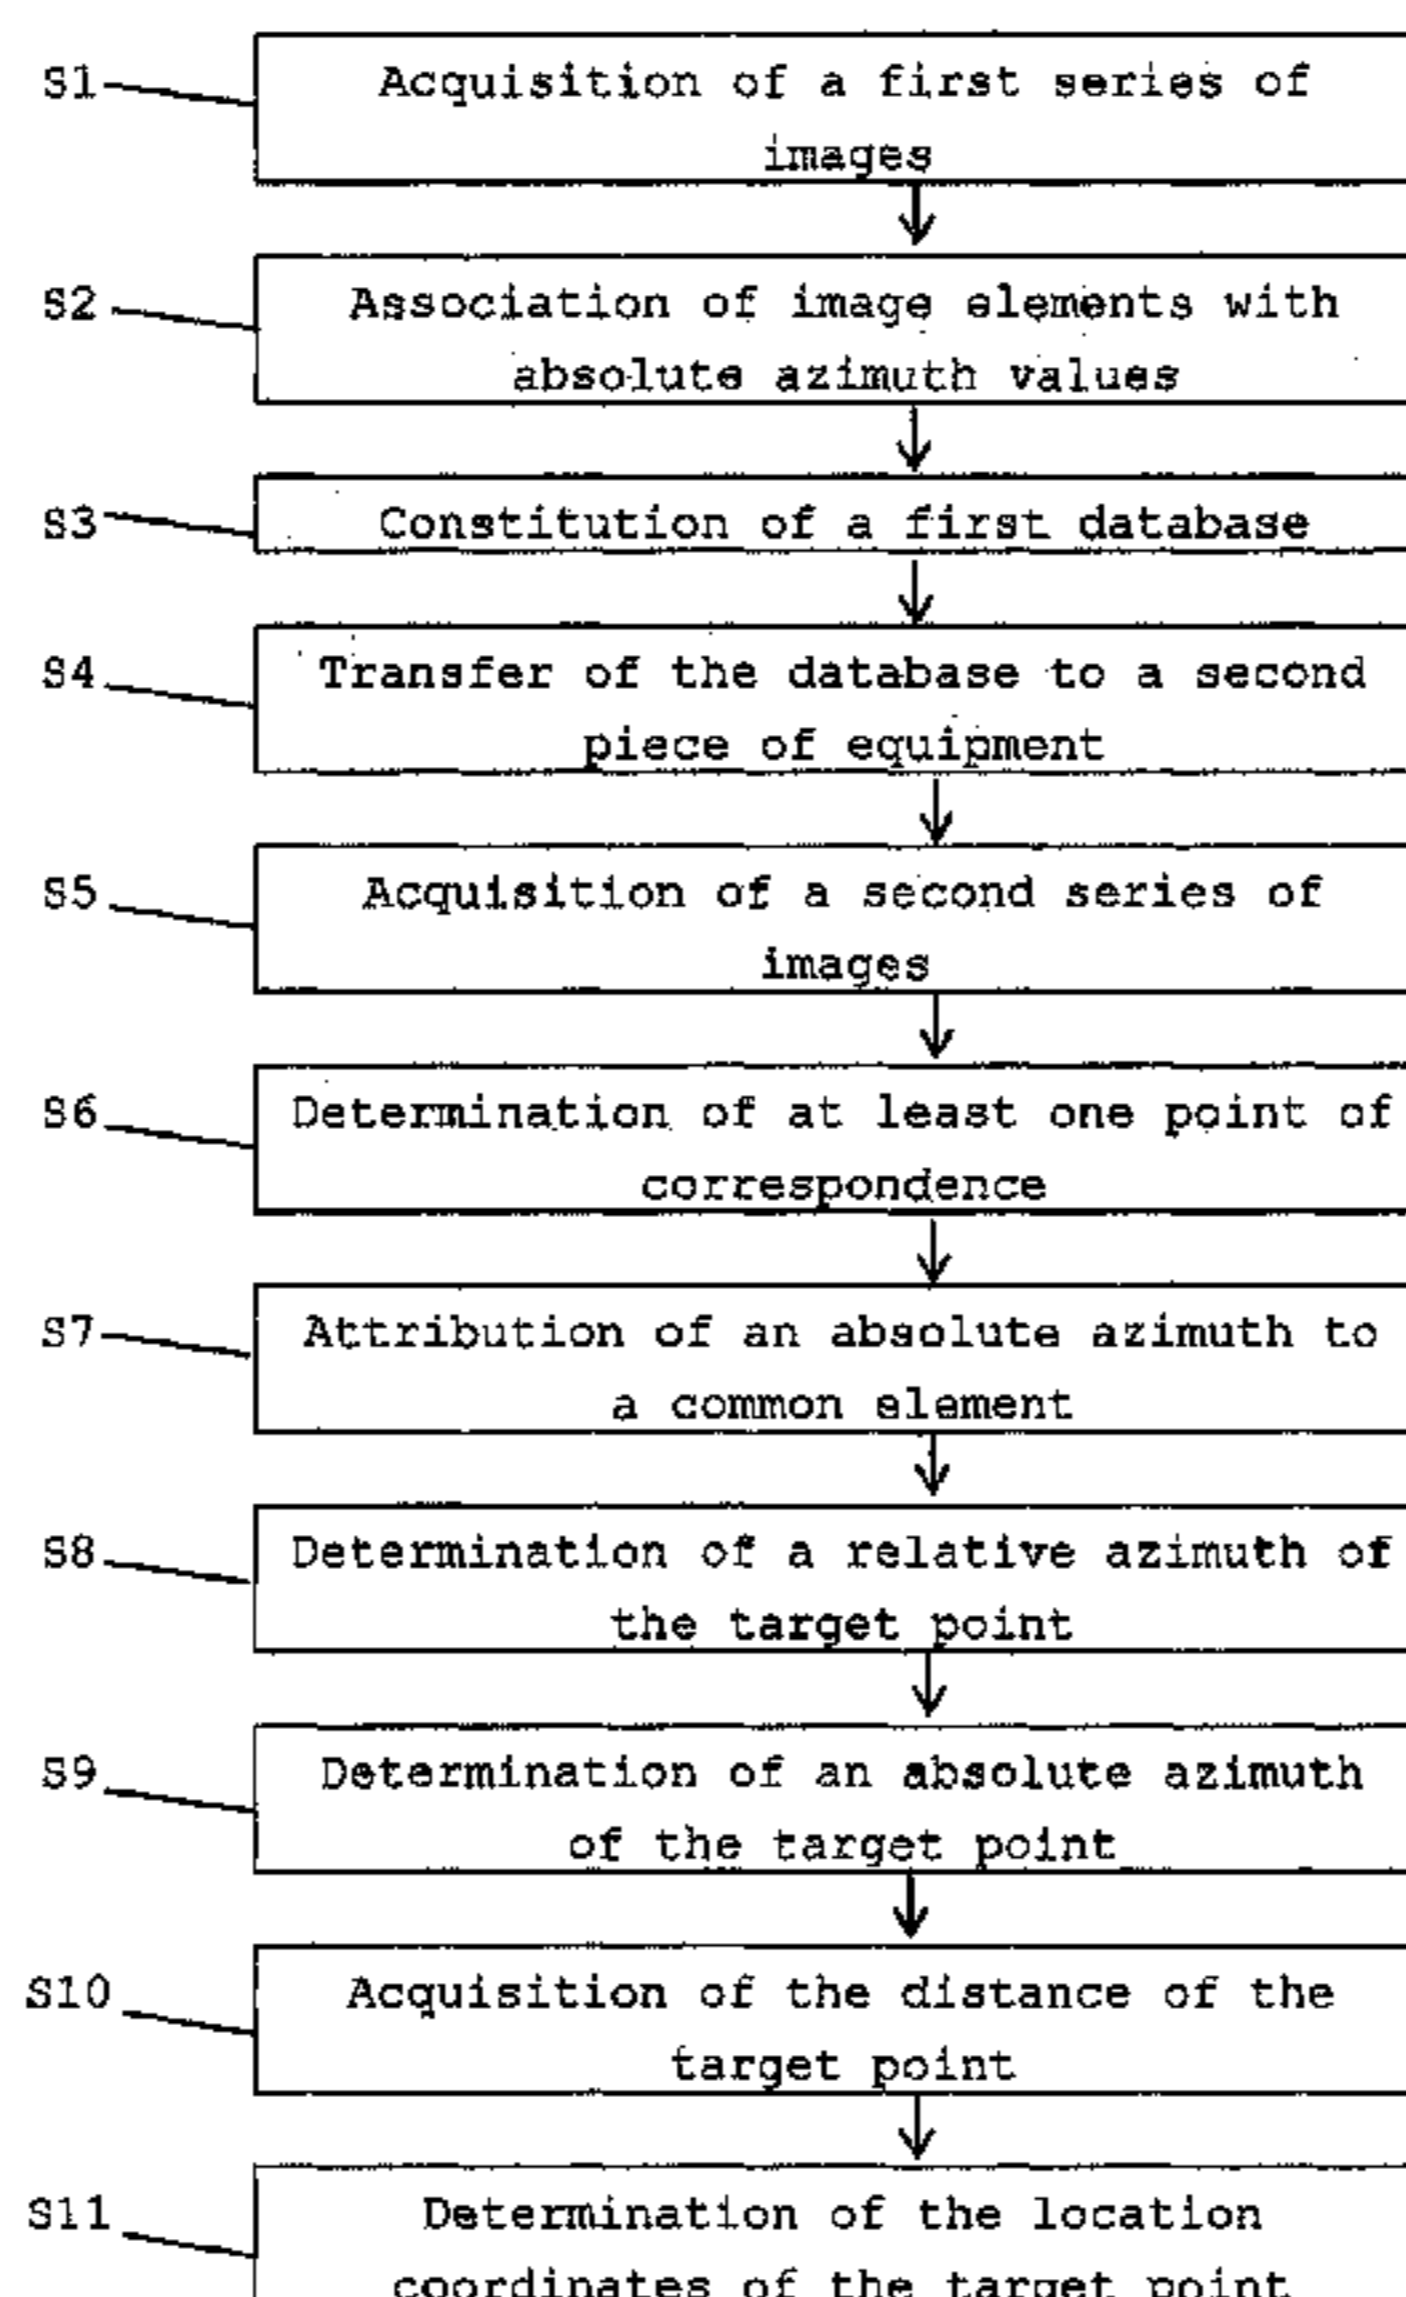 S1
Acquisition of a first series of
images
S2
Association of image elements with
absolute azimuth values
S3
Constitution of a first database
S4
Transfer of the database to a second
piece of equipment
S5
Acquisition of a second series of
images
S6
Determination of at least one point of
correspondence
S7
Attribution of an absolute azimuth to
a common element
S8
Determination of a relative azimuth of
the target point
S9
Determination of an absolute azimuth
of the target point
S10
Acquisition of the distance of the
target point
S11
Determination of the location
coordinates of the target point